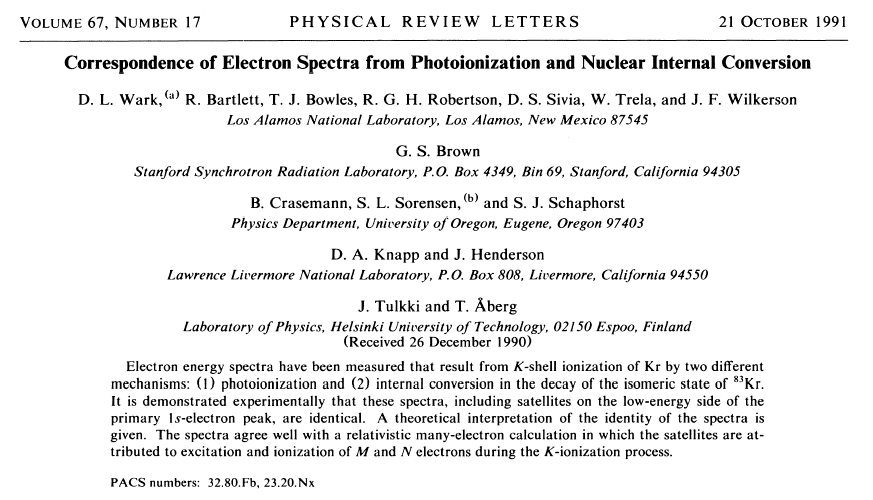 VOLUME 67, NUMBER 17 PHYSICAL REVIEW LETTERS 21 OCTOBER 1991
Correspondence of Electron Spectra from Photoionization and Nuclear Internal Conversion
D. L. Wark,(a) R. Bartlett, T. J. Bowles, R. G. H. Robertson, D. S. Sivia, W. Trela, and J. F. Wilkerson
Los Alamos National Laboratory, Los Alamos, New Mexico 87545
G. S. Brown
Stanford Synchrotron Radiation Laboratory, P.O. Box 4349, Bin 69, Stanford, California 94305
B. Crasemann, S. L. Sorensen,(b) and S. J. Schaphorst
Physics Department, University of Oregon, Eugene, Oregon 97403
D. A. Knapp and J. Henderson
Lawrence Livermore National Laboratory, P.O. Box 808, Livermore, California 94550
J. Tulkki and T. Åberg
Laboratory of Physics, Helsinki University of Technology, 02150 Espoo, Finland
(Received 26 December 1990)
Electron energy spectra have been measured that result from K-shell ionization of Kr by two different
mechanisms: (1) photoionization and (2) internal conversion in the decay of the isomeric state of ⁸³Kr.
It is demonstrated experimentally that these spectra, including satellites on the low-energy side of the
primary 1s-electron peak, are identical. A theoretical interpretation of the identity of the spectra is
given. The spectra agree well with a relativistic many-electron calculation in which the satellites are at-
tributed to excitation and ionization of M and N electrons during the K-ionization process.
PACS numbers: 32.80.Fb, 23.20.Nx